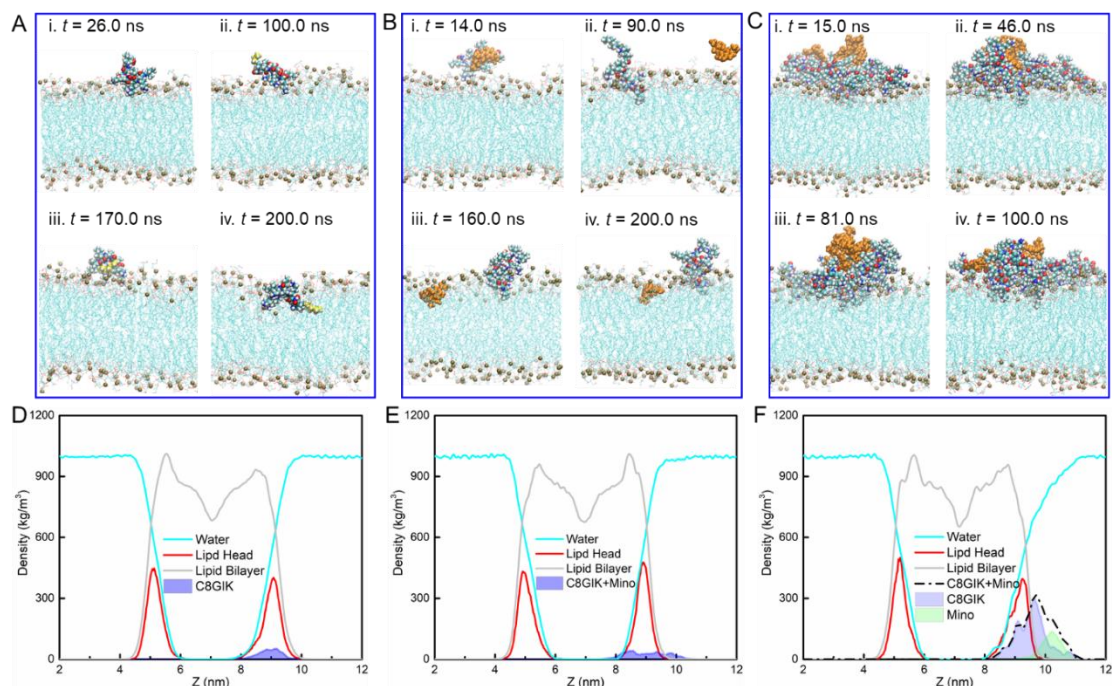 A
i. t = 26.0 ns
ii. t = 100.0 ns
iii. t = 170.0 ns
iv. t = 200.0 ns
B
i. t = 14.0 ns
ii. t = 90.0 ns
iii. t = 160.0 ns
iv. t = 200.0 ns
C
i. t = 15.0 ns
ii. t = 46.0 ns
iii. t = 81.0 ns
iv. t = 100.0 ns
D
1200
900
600
300
0
Density (kg/m³)
Water
Lipd Head
Lipid Bilayer
C8GIK
2 4 6 8 10 12
Z (nm)
E
1200
900
600
300
0
Density (kg/m³)
Water
Lipd Head
Lipid Bilayer
C8GIK+Mino
2 4 6 8 10 12
Z (nm)
F
1200
900
600
300
0
Density (kg/m³)
Water
Lipd Head
Lipid Bilayer
C8GIK+Mino
C8GIK
Mino
2 4 6 8 10 12
Z (nm)